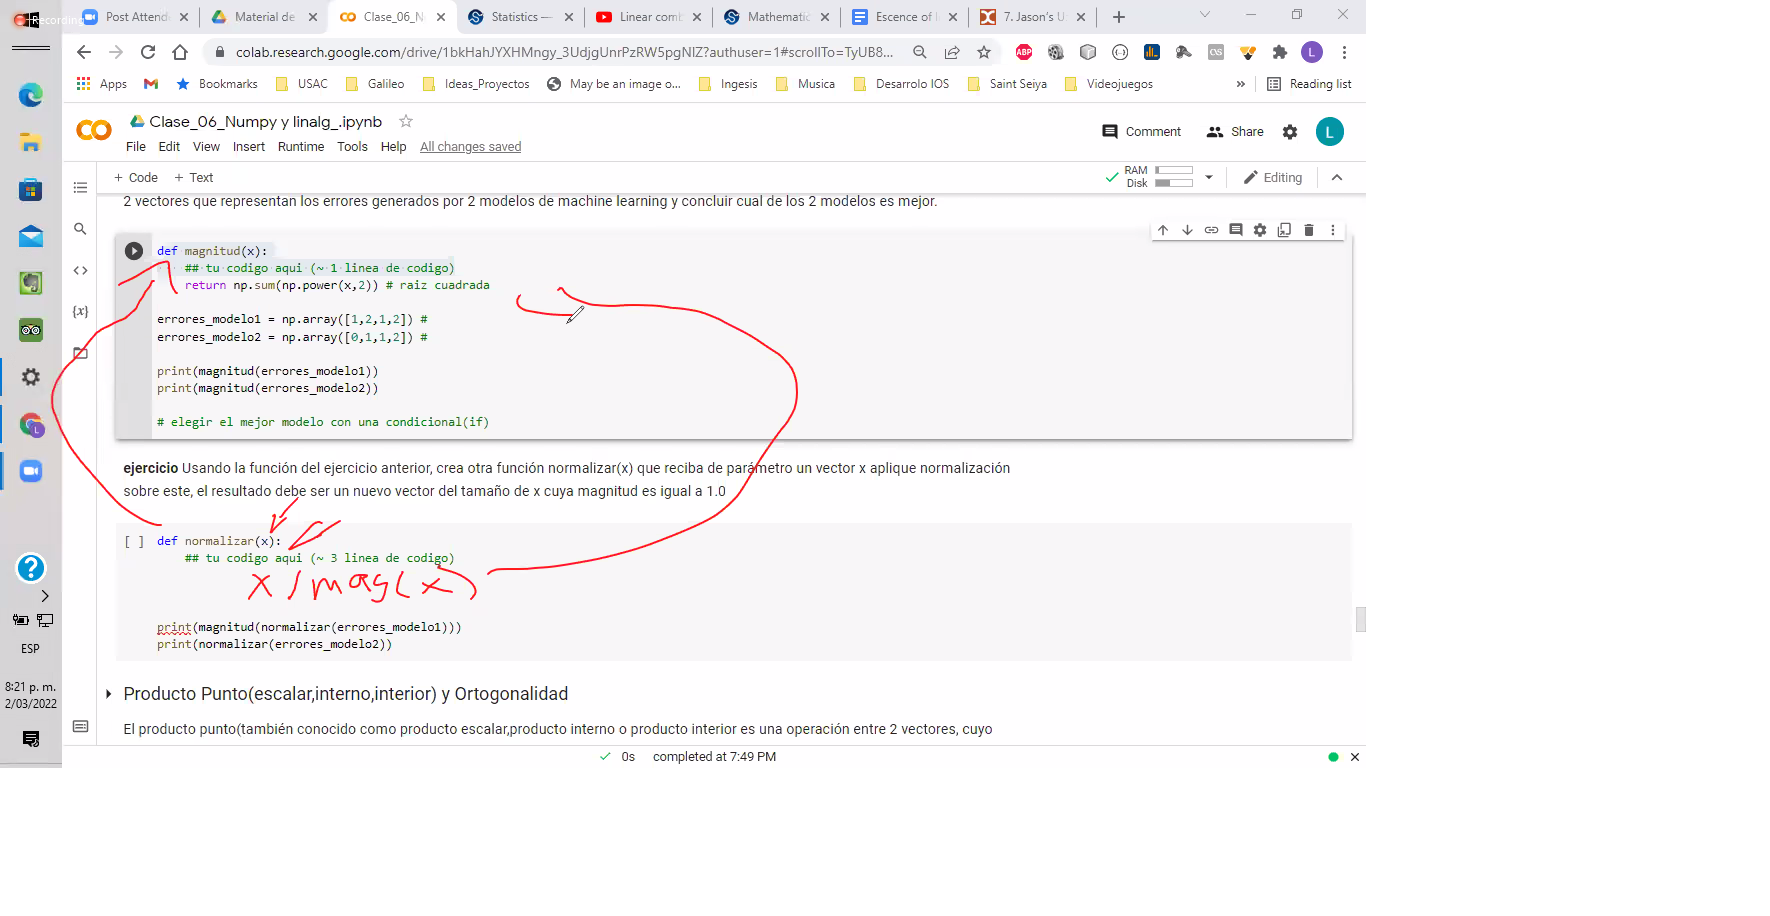 Recording
Post Attend
Material de
Clase_06_N
Statistics —
Linear com
Mathematic
Escence of
7. Jason's U
colab.research.google.com/drive/1bkHahJYXHMngy_3UdjgUnrPzRW5pgNlZ?authuser=1#scrollTo=TyUB8...
ABP
L
Apps
Bookmarks
USAC
Galileo
Ideas_Proyectos
May be an image o...
Ingesis
Musica
Desarrolo IOS
Saint Seiya
Videojuegos
»
Reading list
Clase_06_Numpy y linalg_.ipynb
Comment
Share
L
File Edit View Insert Runtime Tools Help All changes saved
+ Code + Text
RAM
Disk
Editing
2 vectores que representan los errores generados por 2 modelos de machine learning y concluir cual de los 2 modelos es mejor.
def magnitud(x):
## tu codigo aqui (~ 1 linea de codigo)
return np.sum(np.power(x,2)) # raiz cuadrada
errores_modelo1 = np.array([1,2,1,2]) #
errores_modelo2 = np.array([0,1,1,2]) #
print(magnitud(errores_modelo1))
print(magnitud(errores_modelo2))
# elegir el mejor modelo con una condicional(if)
ejercicio Usando la función del ejercicio anterior, crea otra función normalizar(x) que reciba de parámetro un vector x aplique normalización
sobre este, el resultado debe ser un nuevo vector del tamaño de x cuya magnitud es igual a 1.0
[ ] def normalizar(x):
## tu codigo aqui (~ 3 linea de codigo)
x / mag(x)
print(magnitud(normalizar(errores_modelo1)))
print(normalizar(errores_modelo2))
Producto Punto(escalar,interno,interior) y Ortogonalidad
El producto punto(también conocido como producto escalar,producto interno o producto interior es una operación entre 2 vectores, cuyo
0s completed at 7:49 PM
{x}
ESP
8:21 p. m.
2/03/2022